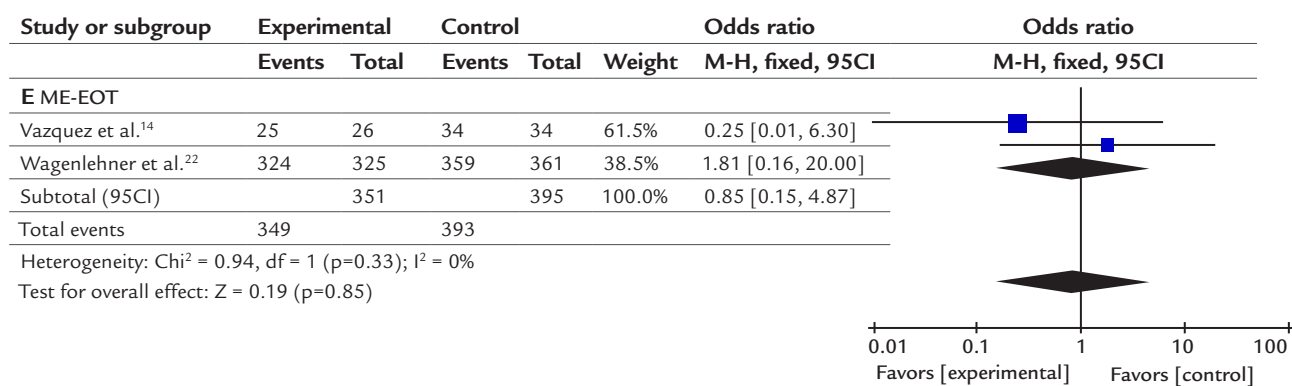 Study or subgroup Experimental Control Odds ratio Odds ratio
Events Total Events Total Weight M-H, fixed, 95CI M-H, fixed, 95CI
E ME-EOT
Vazquez et al.¹⁴ 25 26 34 34 61.5% 0.25 [0.01, 6.30]
Wagenlehner et al.²² 324 325 359 361 38.5% 1.81 [0.16, 20.00]
Subtotal (95CI) 351 395 100.0% 0.85 [0.15, 4.87]
Total events 349 393
Heterogeneity: Chi² = 0.94, df = 1 (p=0.33); I² = 0%
Test for overall effect: Z = 0.19 (p=0.85)
0.01 0.1 1 10 100
Favors [experimental] Favors [control]